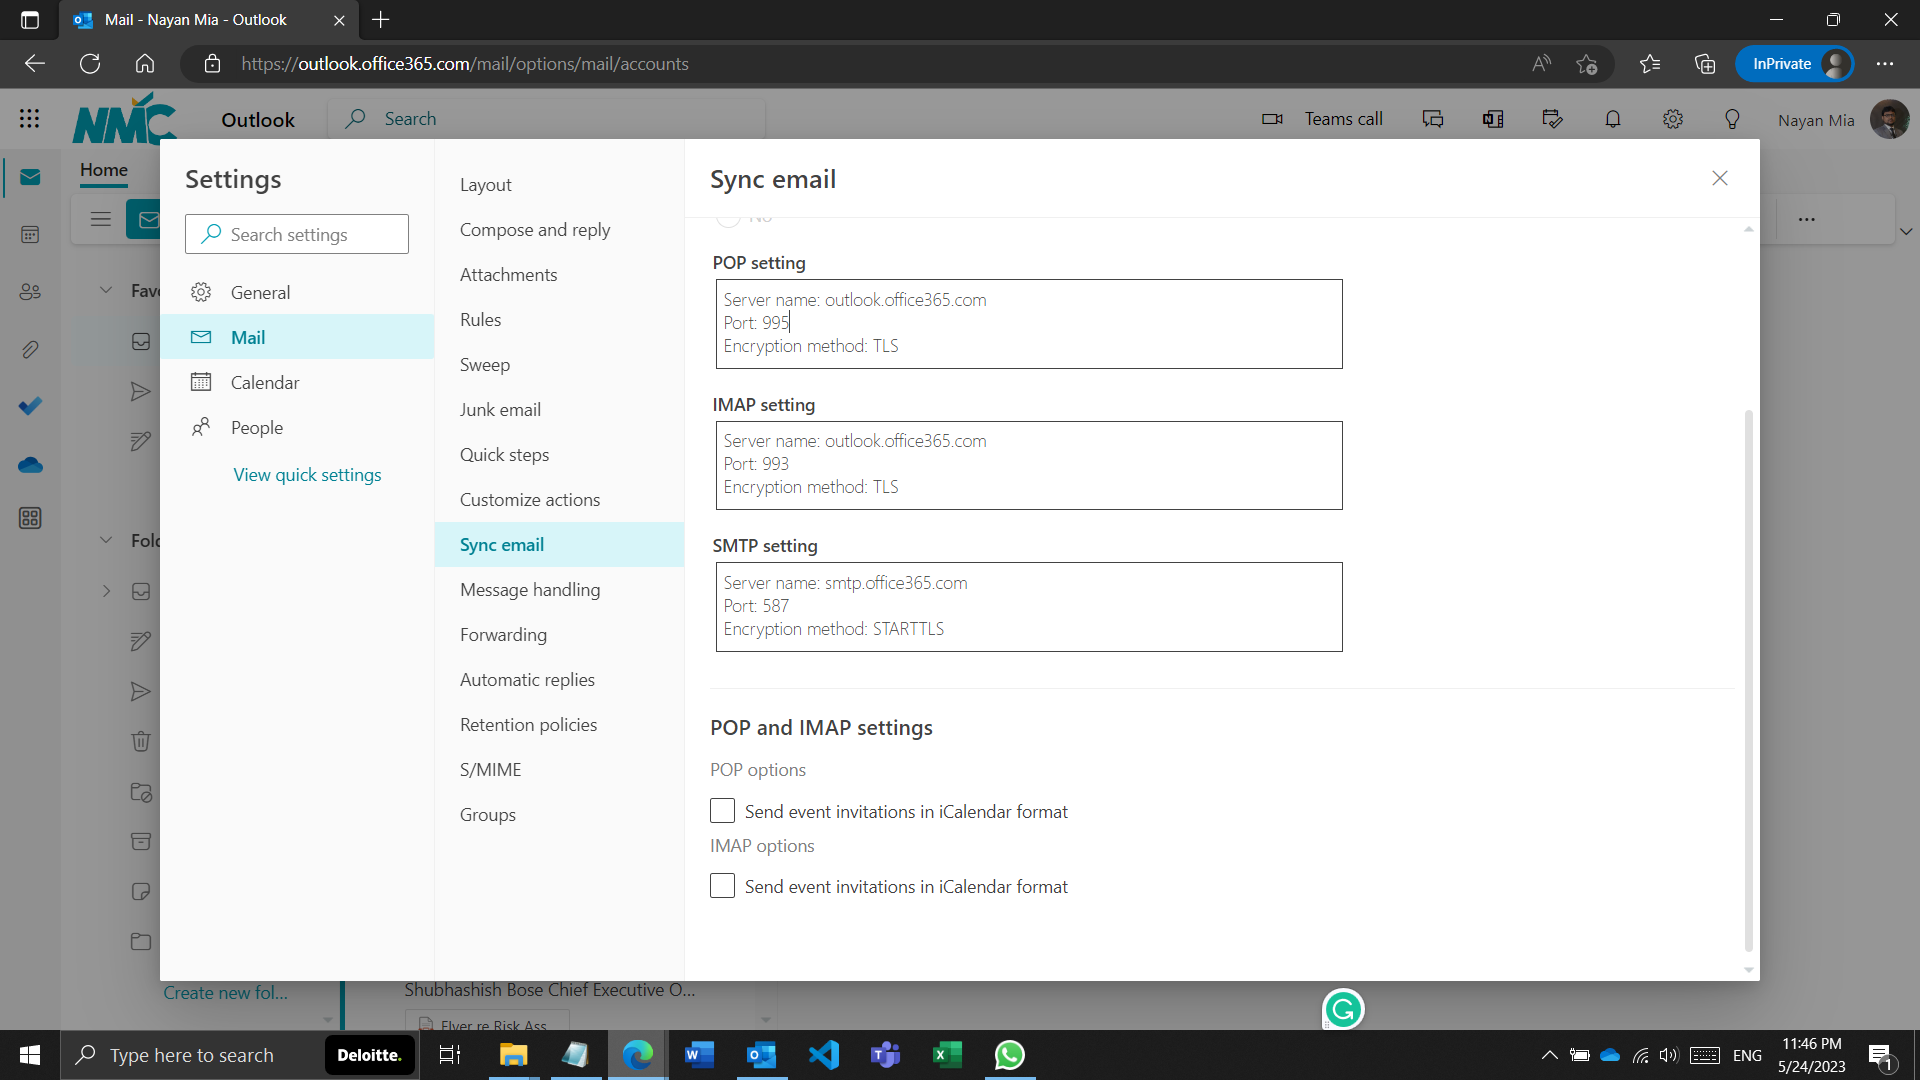 Mail - Nayan Mia - Outlook
https://outlook.office365.com/mail/options/mail/accounts
InPrivate
NMC
Outlook
Search
Teams call
Nayan Mia
Home
Settings
Search settings
General
Mail
Calendar
People
View quick settings
Layout
Compose and reply
Attachments
Rules
Sweep
Junk email
Quick steps
Customize actions
Sync email
Message handling
Forwarding
Automatic replies
Retention policies
S/MIME
Groups
Sync email
No
POP setting
Server name: outlook.office365.com
Port: 995
Encryption method: TLS
IMAP setting
Server name: outlook.office365.com
Port: 993
Encryption method: TLS
SMTP setting
Server name: smtp.office365.com
Port: 587
Encryption method: STARTTLS
POP and IMAP settings
POP options
Send event invitations in iCalendar format
IMAP options
Send event invitations in iCalendar format
Favo
Fold
Create new fol...
Shubhashish Bose Chief Executive O...
Flyer re Risk Ass
Type here to search
Deloitte.
ENG
11:46 PM
5/24/2023
1